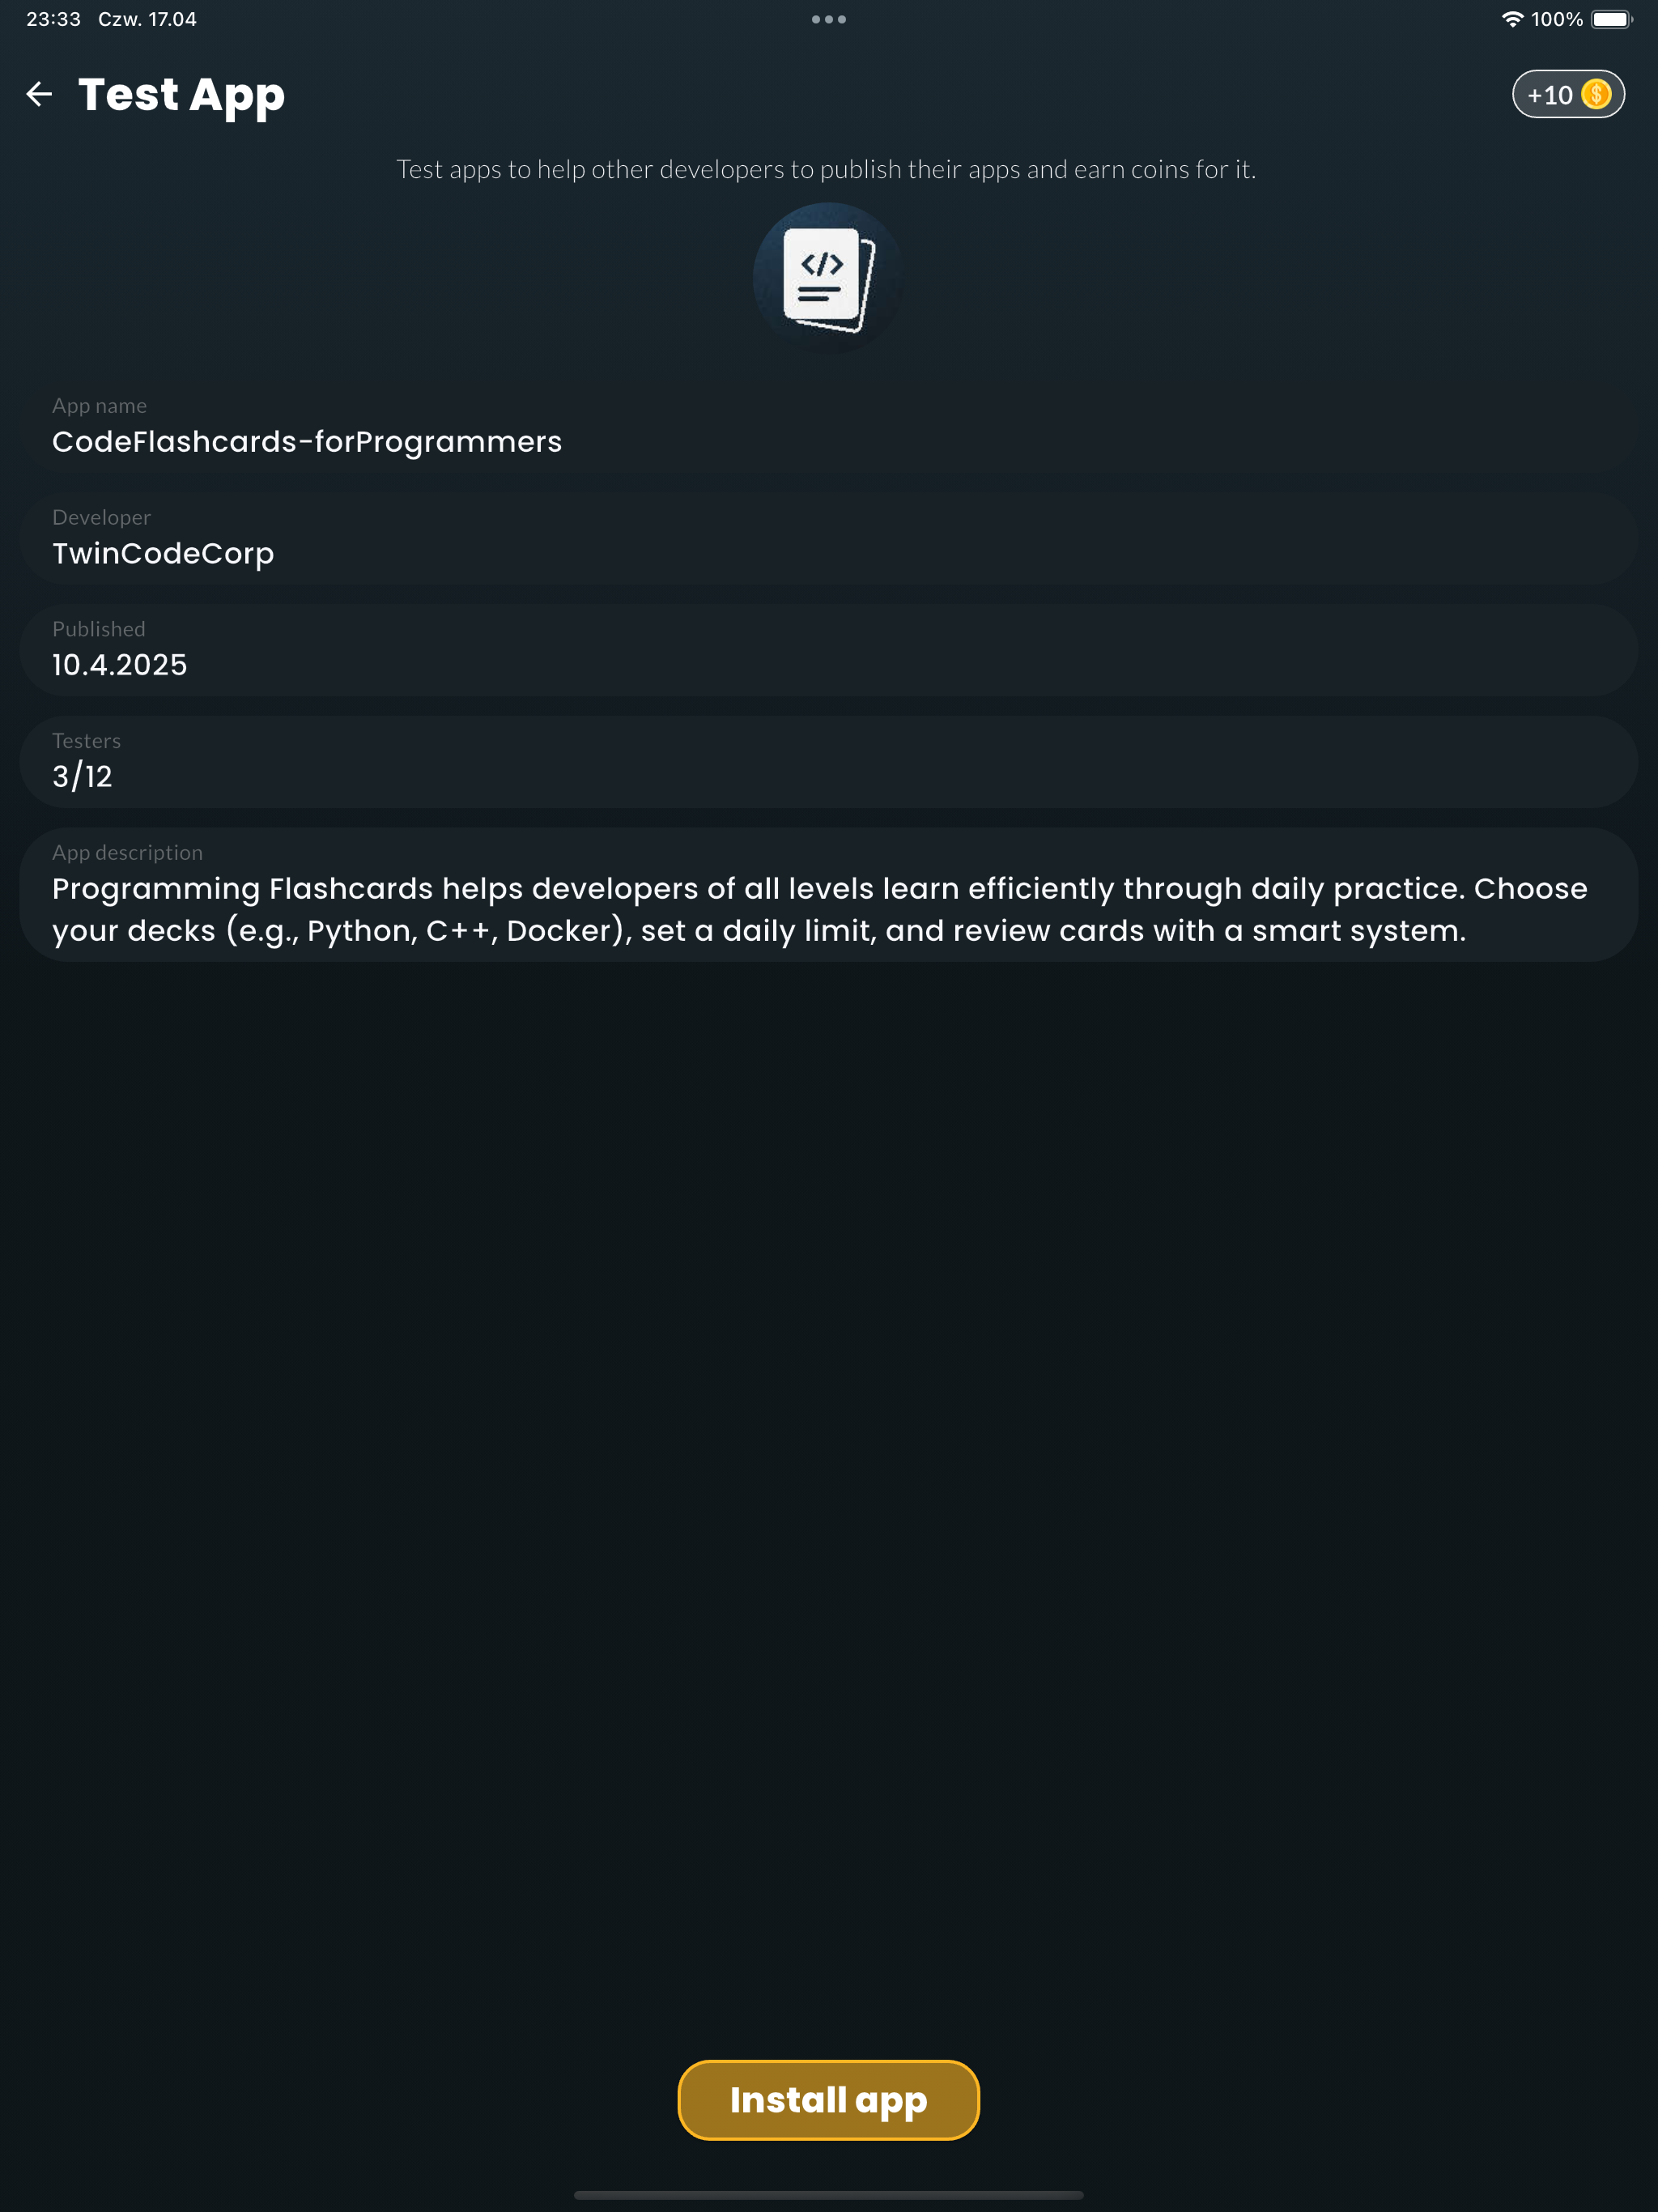 23:33 Czw. 17.04
100%
Test App
+10
Test apps to help other developers to publish their apps and earn coins for it.
</>
App name
CodeFlashcards-forProgrammers
Developer
TwinCodeCorp
Published
10.4.2025
Testers
3/12
App description
Programming Flashcards helps developers of all levels learn efficiently through daily practice. Choose
your decks (e.g., Python, C++, Docker), set a daily limit, and review cards with a smart system.
Install app